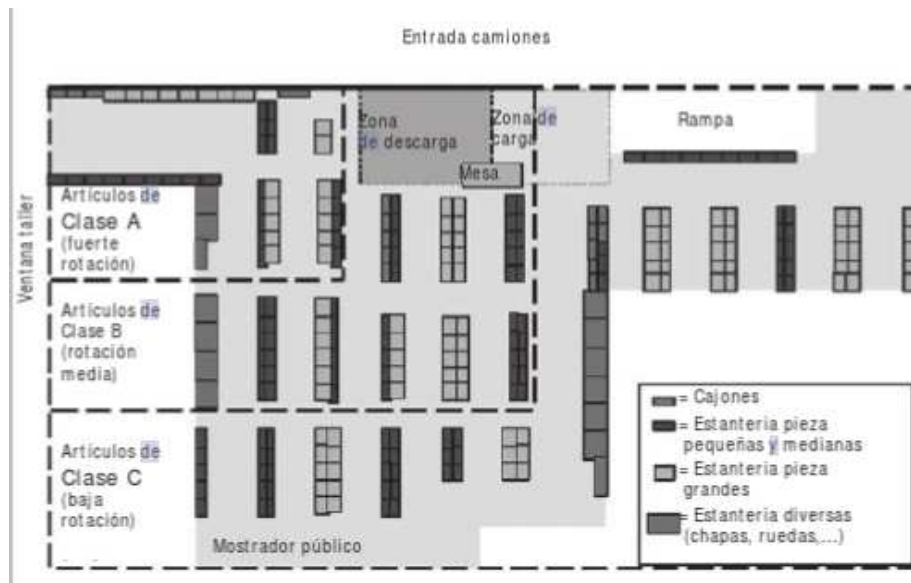 Entrada camiones
Zona
de descarga
Zona de
carga
Rampa
Mesa
Ventana taller
Artículos de
Clase A
(fuerte
rotación)
Artículos de
Clase B
(rotación
media)
Artículos de
Clase C
(baja
rotación)
Mostrador público
= Cajones
= Estantería pieza
pequeñas y medianas
= Estantería pieza
grandes
= Estantería diversas
(chapas, ruedas,...)